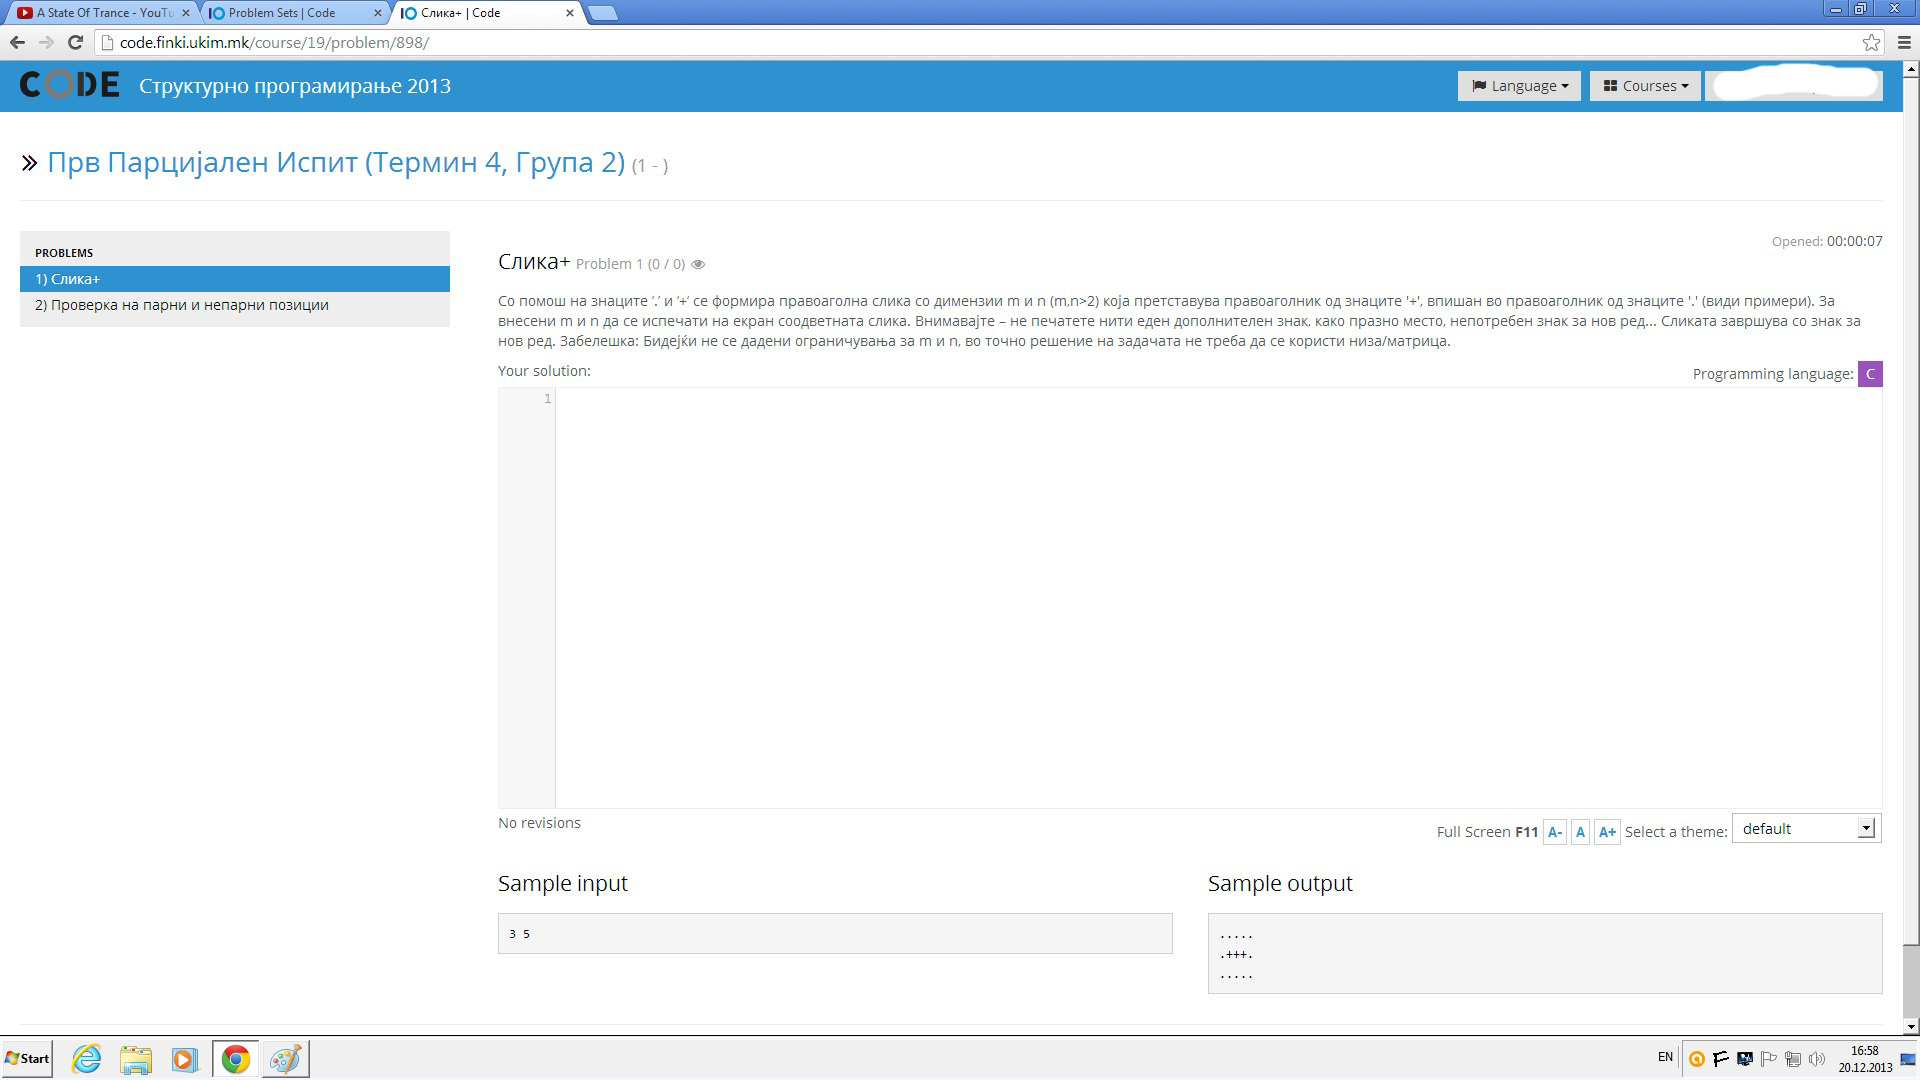 A State Of Trance - YouTu
Problem Sets | Code
Слика+ | Code
code.finki.ukim.mk/course/19/problem/898/
CODE
Структурно програмирање 2013
Language
Courses
» Прв Парцијален Испит (Термин 4, Група 2) (1 - )
PROBLEMS
1) Слика+
2) Проверка на парни и непарни позиции
Opened: 00:00:07
Слика+ Problem 1 (0 / 0)
Со помош на знаците ‘.’ и ‘+’ се формира правоаголна слика со димензии m и n (m,n>2) која претставува правоаголник од знаците '+', впишан во правоаголник од знаците '.' (види примери). За
внесени m и n да се испечати на екран соодветната слика. Внимавајте – не печатете нити еден дополнителен знак, како празно место, непотребен знак за нов ред... Сликата завршува со знак за
нов ред. Забелешка: Бидејќи не се дадени ограничувања за m и n, во точно решение на задачата не треба да се користи низа/матрица.
Your solution:
Programming language: C
1
No revisions
Full Screen F11 A- A A+ Select a theme: default
Sample input
Sample output
3 5
.....
.+++.
.....
Start
EN
16:58
20.12.2013